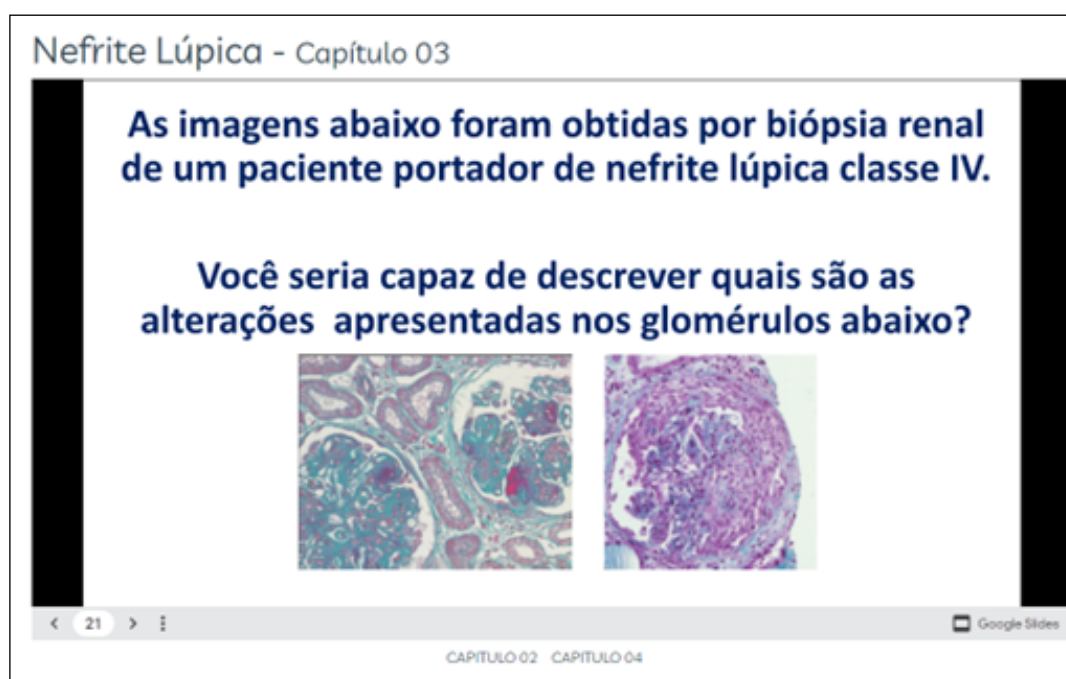 Nefrite Lúpica - Capítulo 03
As imagens abaixo foram obtidas por biópsia renal
de um paciente portador de nefrite lúpica classe IV.
Você seria capaz de descrever quais são as
alterações apresentadas nos glomérulos abaixo?
21
Google Slides
CAPITULO 02 CAPITULO 04